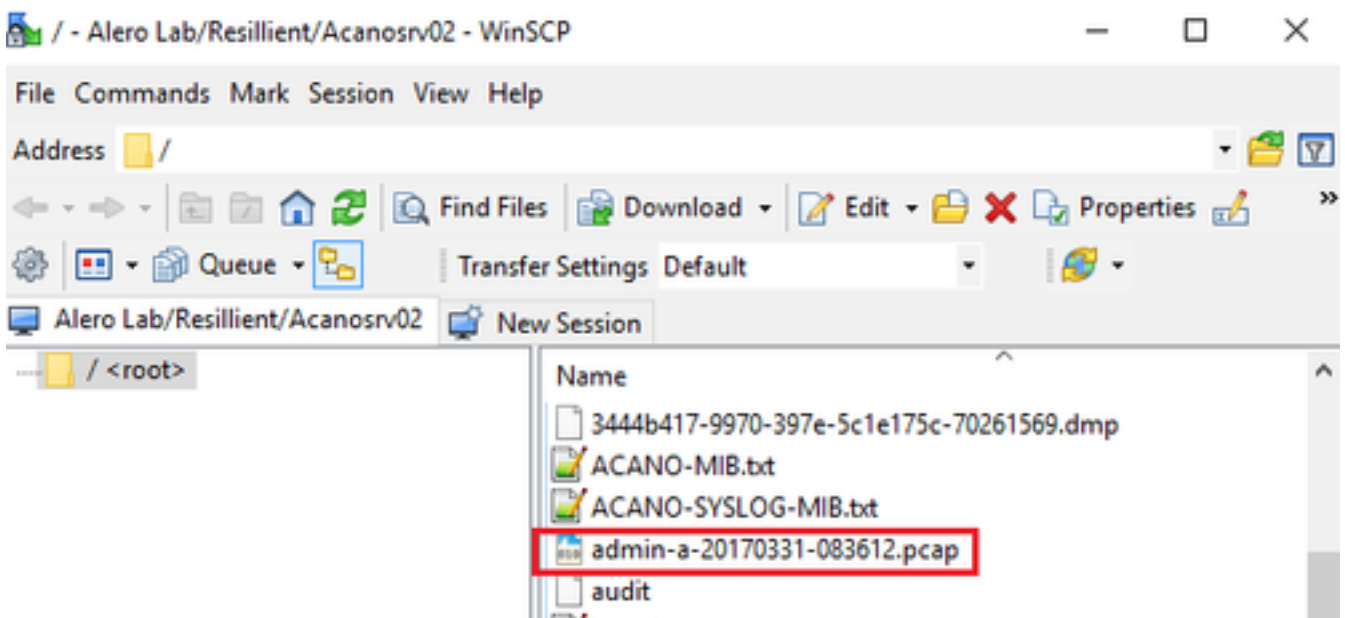 / - Alero Lab/Resillient/Acanosrv02 - WinSCP
File Commands Mark Session View Help
Address /
Find Files Download Edit Properties »
Queue Transfer Settings Default
Alero Lab/Resillient/Acanosrv02 New Session
/ <root>
Name
3444b417-9970-397e-5c1e175c-70261569.dmp
ACANO-MIB.txt
ACANO-SYSLOG-MIB.txt
admin-a-20170331-083612.pcap
audit